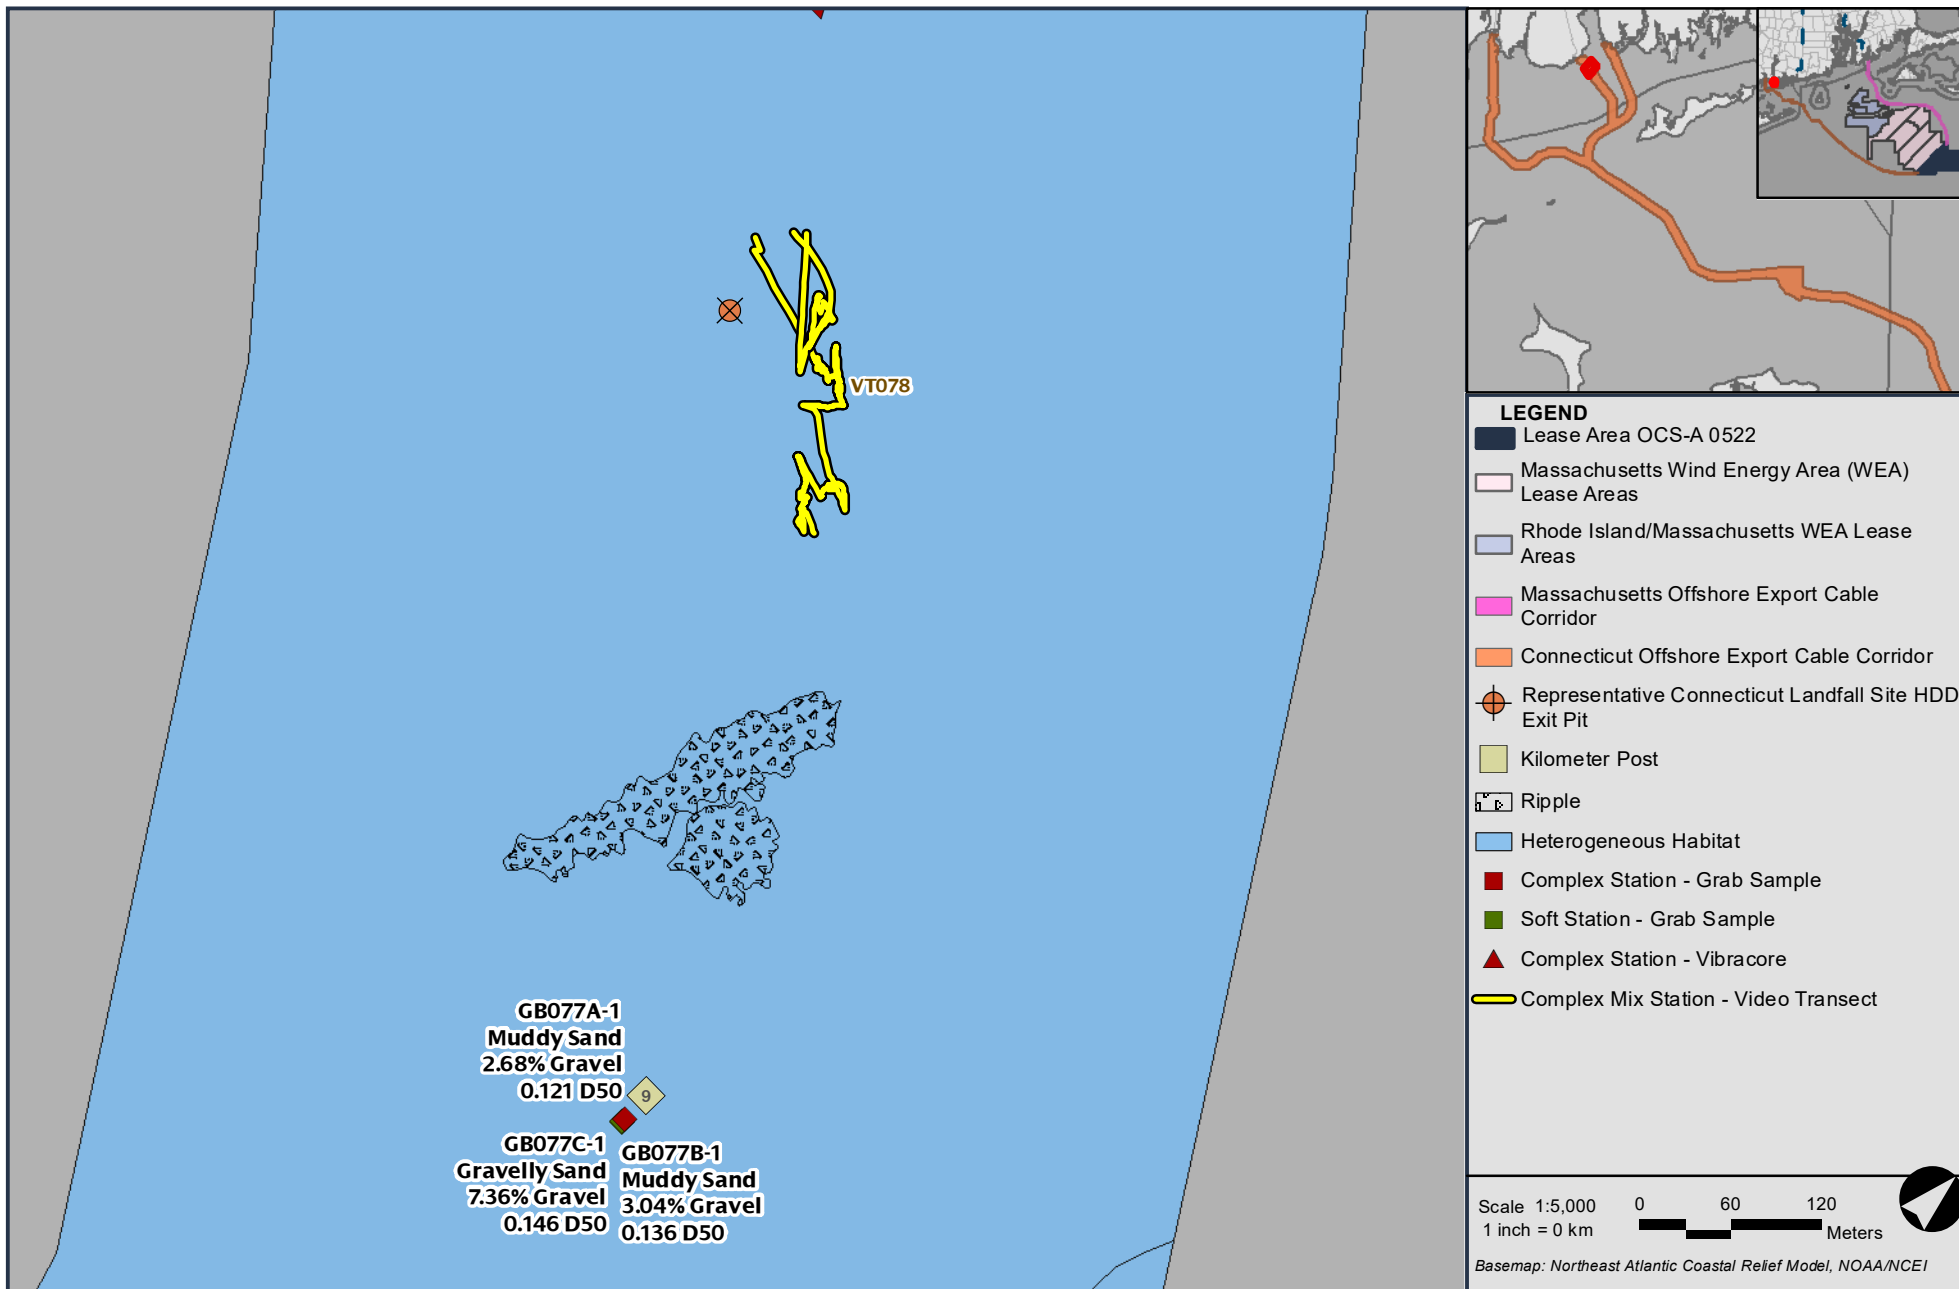 VT078
GB077A-1
Muddy Sand
2.68% Gravel
0.121 D50
9
GB077C-1
Gravelly Sand
7.36% Gravel
0.146 D50
GB077B-1
Muddy Sand
3.04% Gravel
0.136 D50
LEGEND
Lease Area OCS-A 0522
Massachusetts Wind Energy Area (WEA)
Lease Areas
Rhode Island/Massachusetts WEA Lease
Areas
Massachusetts Offshore Export Cable
Corridor
Connecticut Offshore Export Cable Corridor
Representative Connecticut Landfall Site HDD
Exit Pit
Kilometer Post
Ripple
Heterogeneous Habitat
Complex Station - Grab Sample
Soft Station - Grab Sample
Complex Station - Vibracore
Complex Mix Station - Video Transect
Scale 1:5,000
1 inch = 0 km
0 60 120
Meters
Basemap: Northeast Atlantic Coastal Relief Model, NOAA/NCEI